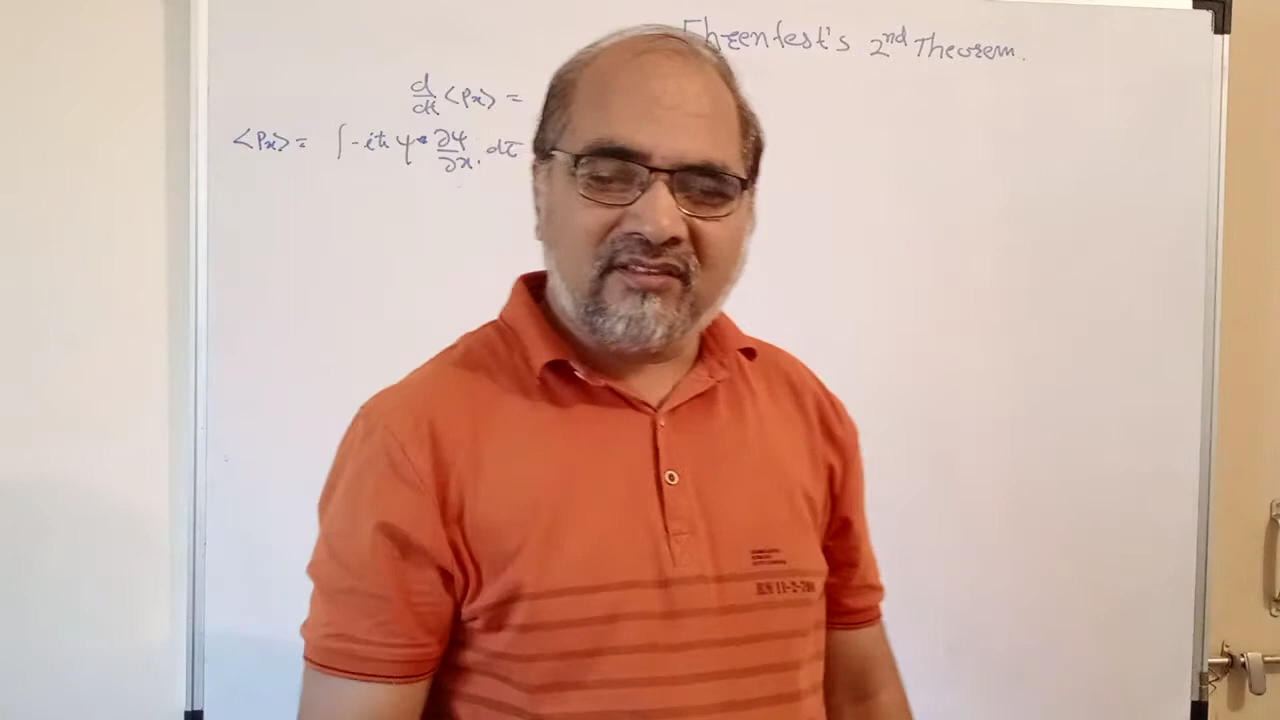 Ehrenfest's 2nd Theorem.
d/dt <Px> =
<Px> = ∫ -iħ ψ* ∂ψ/∂x . dτ